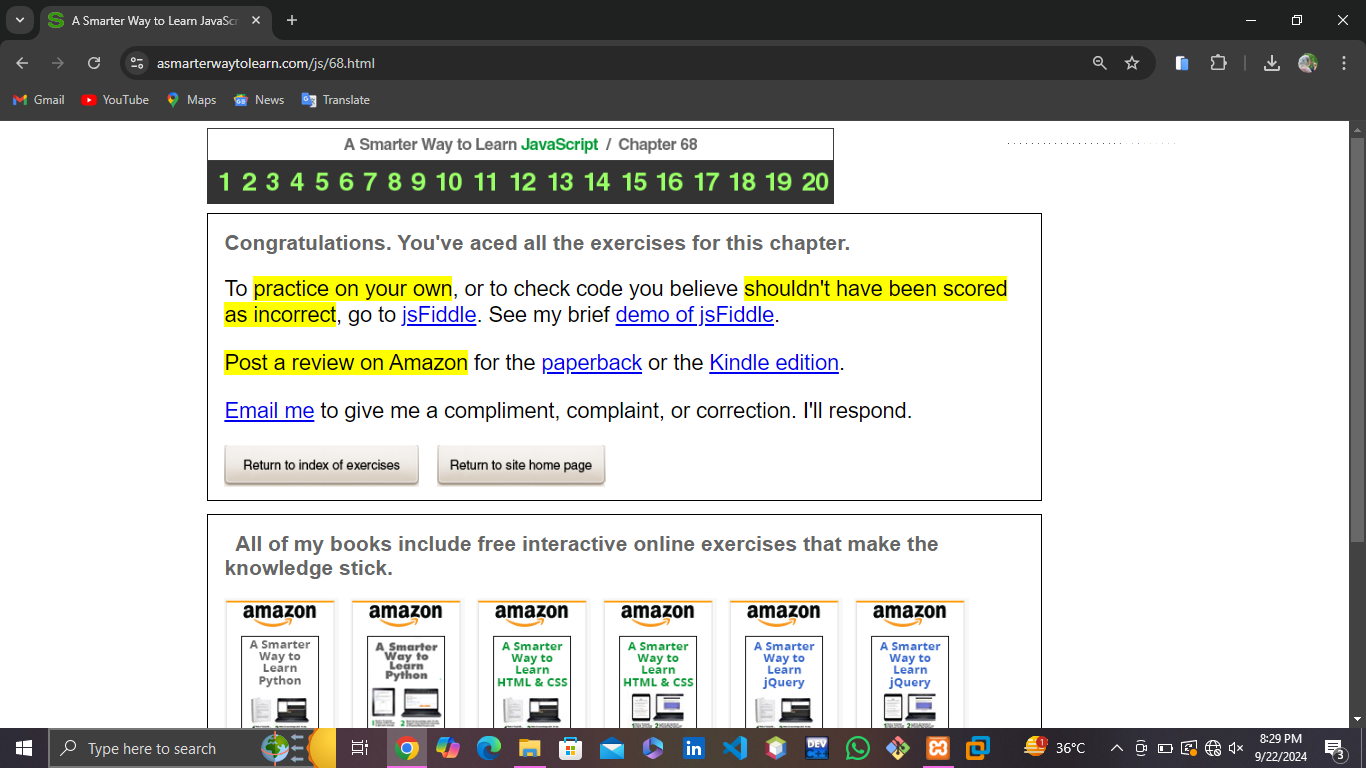 A Smarter Way to Learn JavaScr
asmarterwaytolearn.com/js/68.html
Gmail YouTube Maps News Translate
A Smarter Way to Learn JavaScript / Chapter 68
1 2 3 4 5 6 7 8 9 10 11 12 13 14 15 16 17 18 19 20
Congratulations. You've aced all the exercises for this chapter.
To practice on your own, or to check code you believe shouldn't have been scored
as incorrect, go to jsFiddle. See my brief demo of jsFiddle.
Post a review on Amazon for the paperback or the Kindle edition.
Email me to give me a compliment, complaint, or correction. I'll respond.
Return to index of exercises Return to site home page
All of my books include free interactive online exercises that make the
knowledge stick.
amazon amazon amazon amazon amazon amazon
A Smarter A Smarter A Smarter A Smarter A Smarter A Smarter
Way to Way to Way to Way to Way to Way to
Learn Learn Learn Learn Learn Learn
Python Python HTML & CSS HTML & CSS jQuery jQuery
Type here to search
DEV
1
36°C
8:29 PM
9/22/2024
3